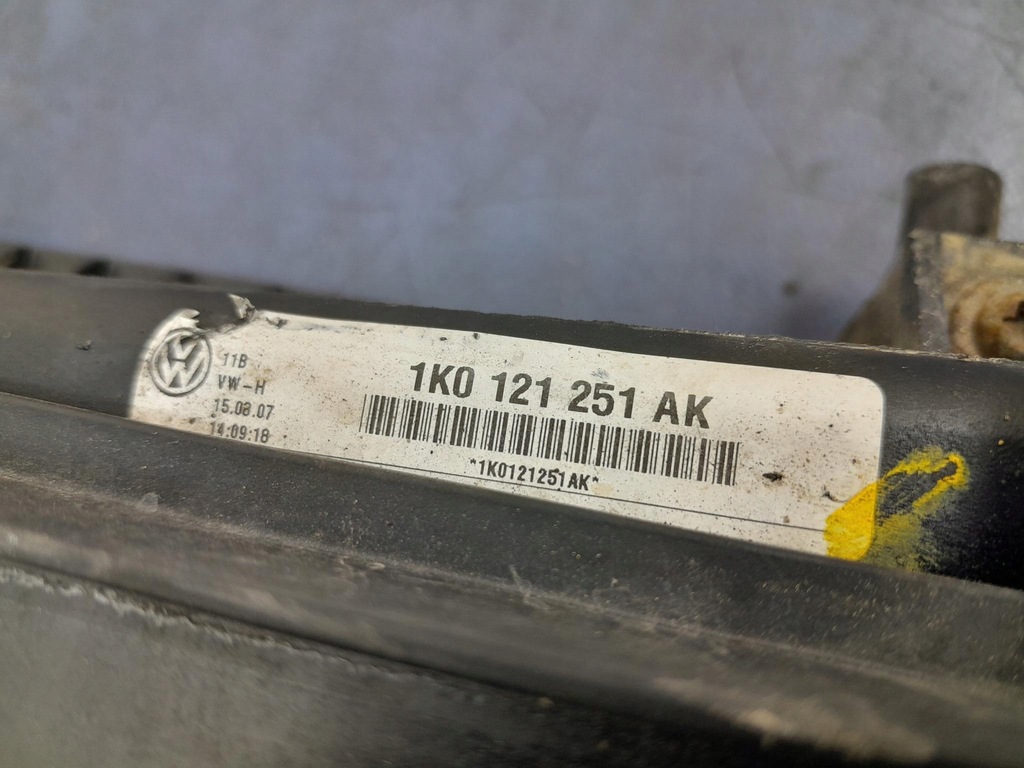 11B
VW-H
15.08.07
14:09:18
1K0 121 251 AK
*1K0121251AK*